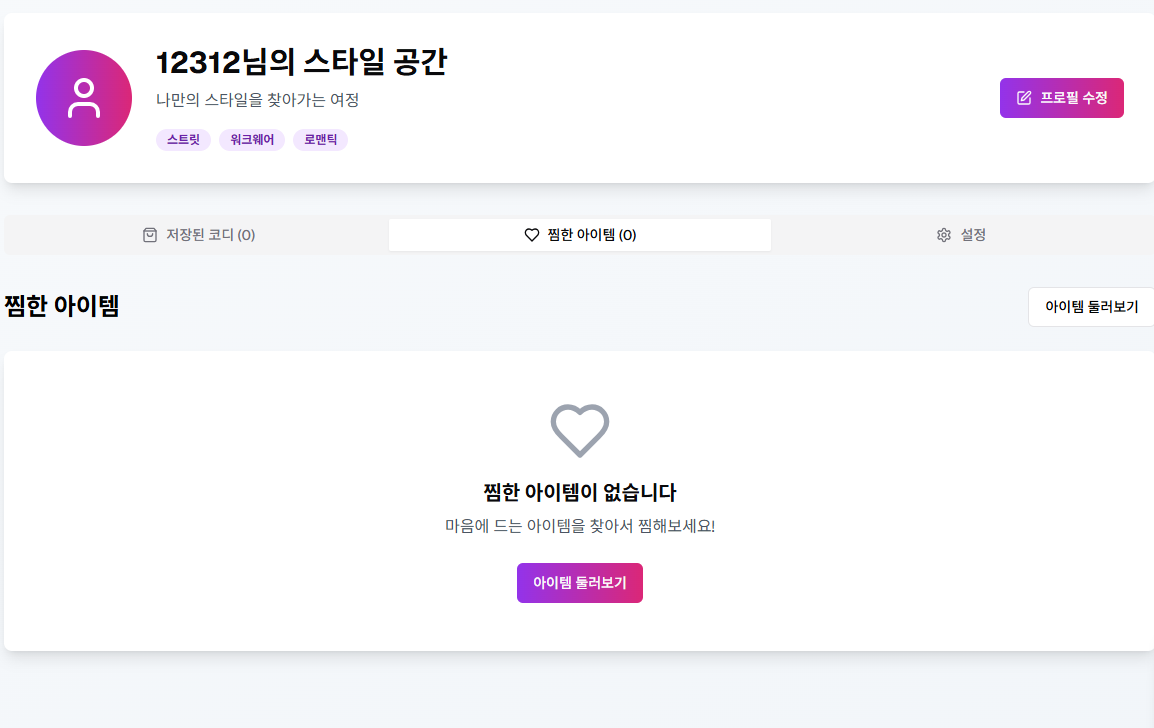 12312님의 스타일 공간
나만의 스타일을 찾아가는 여정
스트릿 워크웨어 로맨틱
프로필 수정
저장된 코디 (0) 찜한 아이템 (0) 설정
찜한 아이템
아이템 둘러보기
찜한 아이템이 없습니다
마음에 드는 아이템을 찾아서 찜해보세요!
아이템 둘러보기